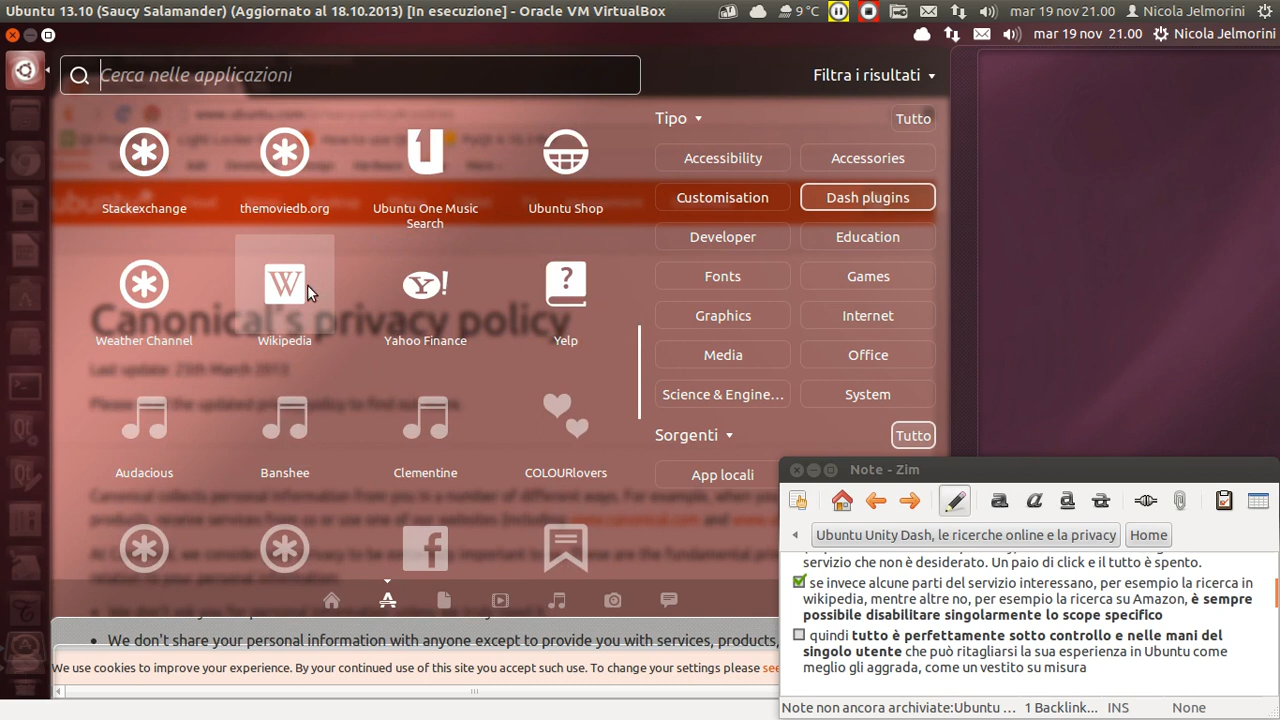 Ubuntu 13.10 (Saucy Salamander) (Aggiornato al 18.10.2013) [In esecuzione] - Oracle VM VirtualBox
9 °C
mar 19 nov 21.00
Nicola Jelmorini
mar 19 nov 21.00
Nicola Jelmorini
Cerca nelle applicazioni
Filtra i risultati
Stackexchange
themoviedb.org
Ubuntu One Music
Search
Ubuntu Shop
Weather Channel
Wikipedia
Yahoo Finance
Yelp
Audacious
Banshee
Clementine
COLOURlovers
Tipo
Tutto
Accessibility
Accessories
Customisation
Dash plugins
Developer
Education
Fonts
Games
Graphics
Internet
Media
Office
Science & Engine…
System
Sorgenti
Tutto
App locali
Canonical's privacy policy
Last update: 25th March 2013
We don't share your personal information with anyone except to provide you with services, products,
We use cookies to improve your experience. By your continued use of this site you accept such use. To change your settings please see
Note - Zim
Ubuntu Unity Dash, le ricerche online e la privacy
Home
servizio che non è desiderato. Un paio di click e il tutto è spento.
se invece alcune parti del servizio interessano, per esempio la ricerca in
wikipedia, mentre altre no, per esempio la ricerca su Amazon, è sempre
possibile disabilitare singolarmente lo scope specifico
quindi tutto è perfettamente sotto controllo e nelle mani del
singolo utente che può ritagliarsi la sua esperienza in Ubuntu come
meglio gli aggrada, come un vestito su misura
Note non ancora archiviate:Ubuntu ...
1 Backlink...
INS
None